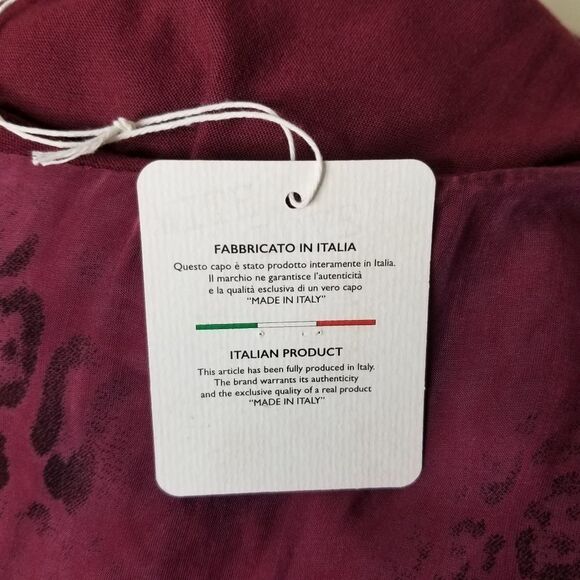 FABBRICATO IN ITALIA
Questo capo è stato prodotto interamente in Italia.
Il marchio ne garantisce l'autenticità
e la qualità esclusiva di un vero capo
"MADE IN ITALY"
ITALIAN PRODUCT
This article has been fully produced in Italy.
The brand warrants its authenticity
and the exclusive quality of a real product
"MADE IN ITALY"